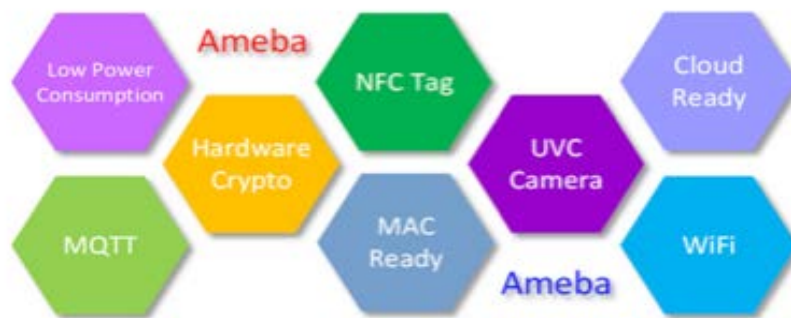 Low Power
Consumption
Ameba
NFC Tag
Cloud
Ready
Hardware
Crypto
UVC
Camera
MQTT
MAC
Ready
WiFi
Ameba